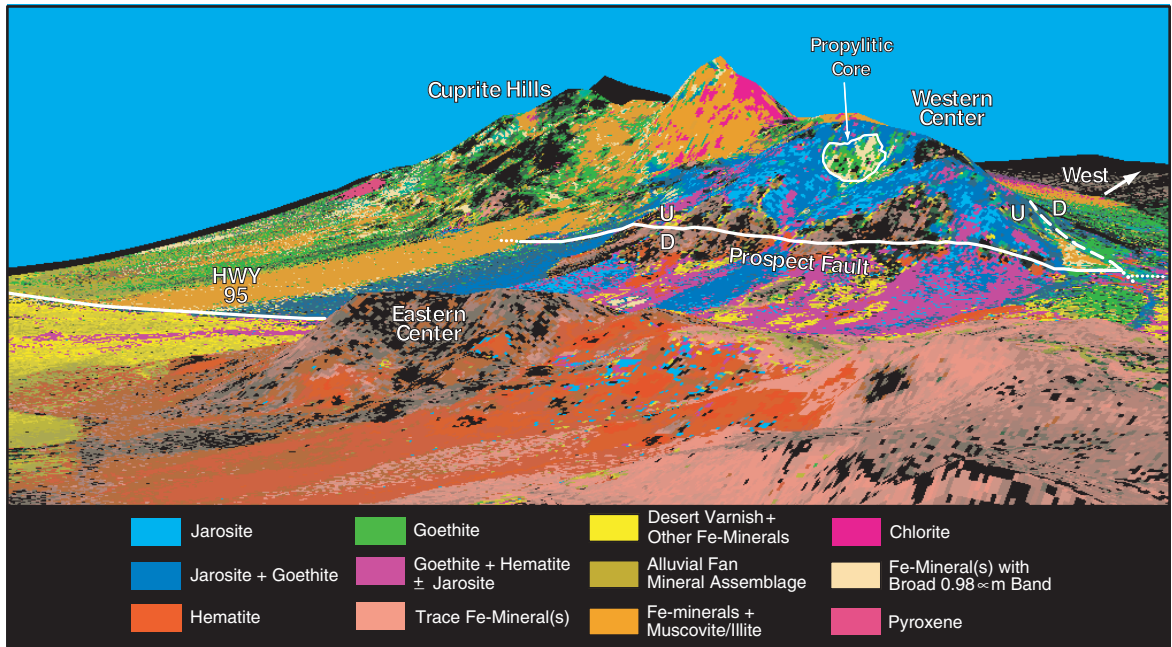 Propylitic
Core
Cuprite Hills
Western
Center
West
U
D
U
D
Prospect Fault
HWY
95
Eastern
Center
Jarosite
Jarosite + Goethite
Hematite
Goethite
Goethite + Hematite
± Jarosite
Trace Fe-Mineral(s)
Desert Varnish+
Other Fe-Minerals
Alluvial Fan
Mineral Assemblage
Fe-minerals +
Muscovite/Illite
Chlorite
Fe-Mineral(s) with
Broad 0.98∝m Band
Pyroxene